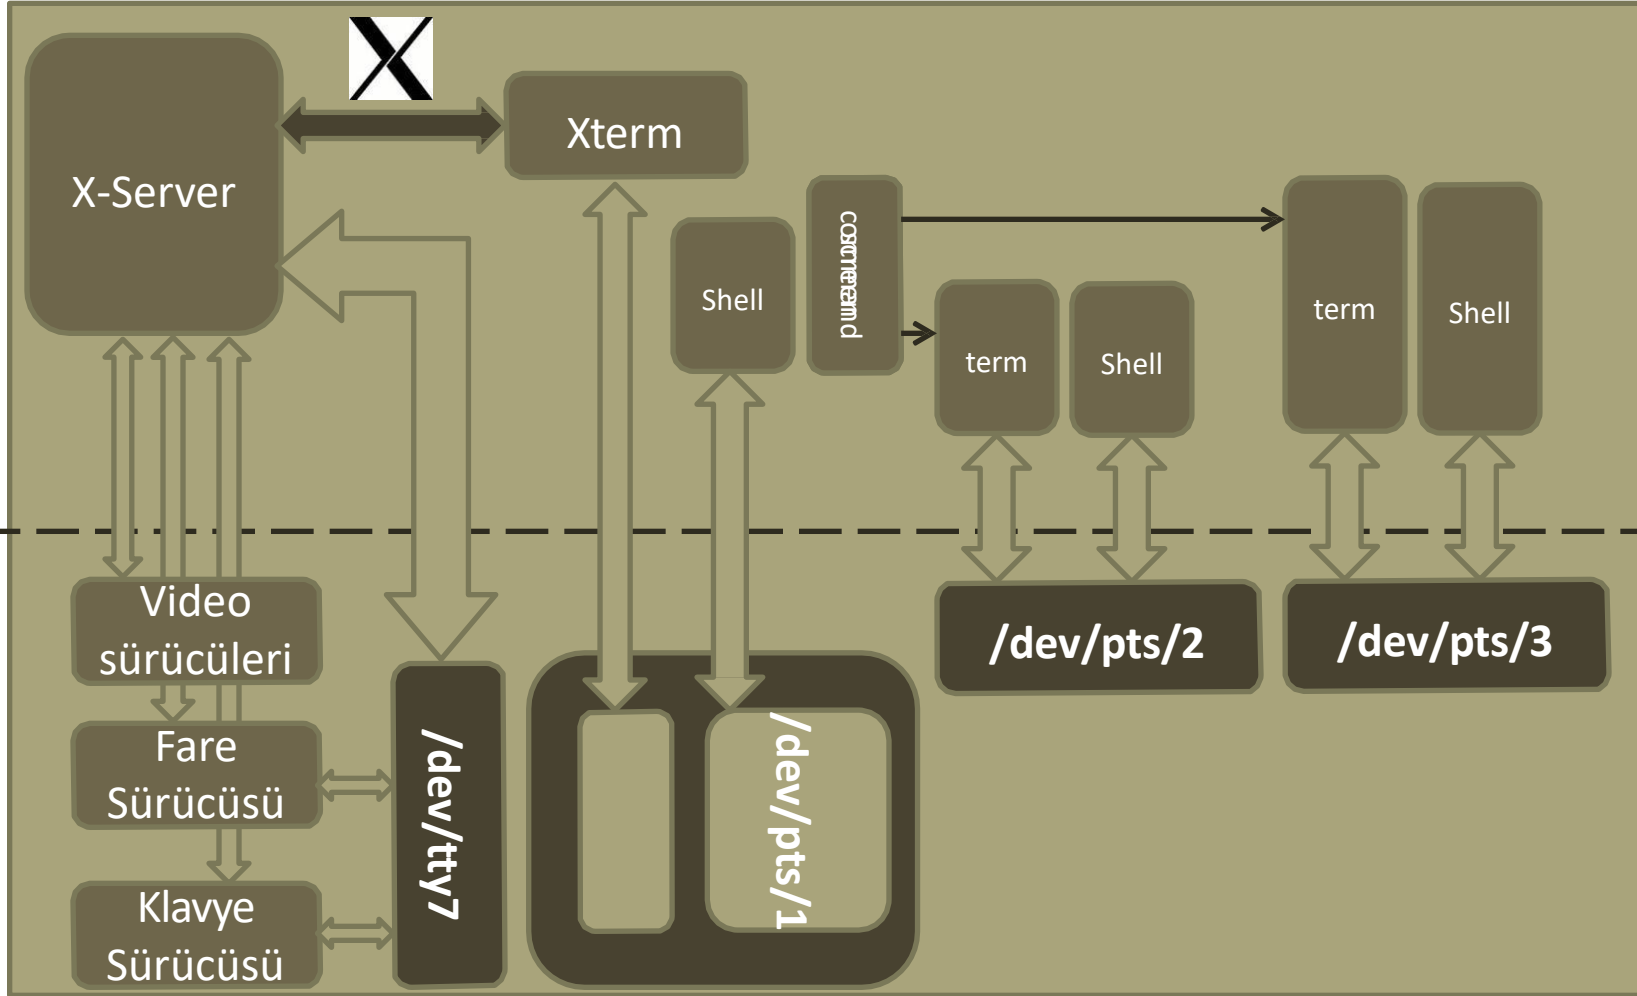 X
Xterm
X-Server
Shell
term
Shell
term
Shell
Video
sürücüleri
Fare
Sürücüsü
Klavye
Sürücüsü
/dev/tty7
/dev/pts/1
/dev/pts/2
/dev/pts/3